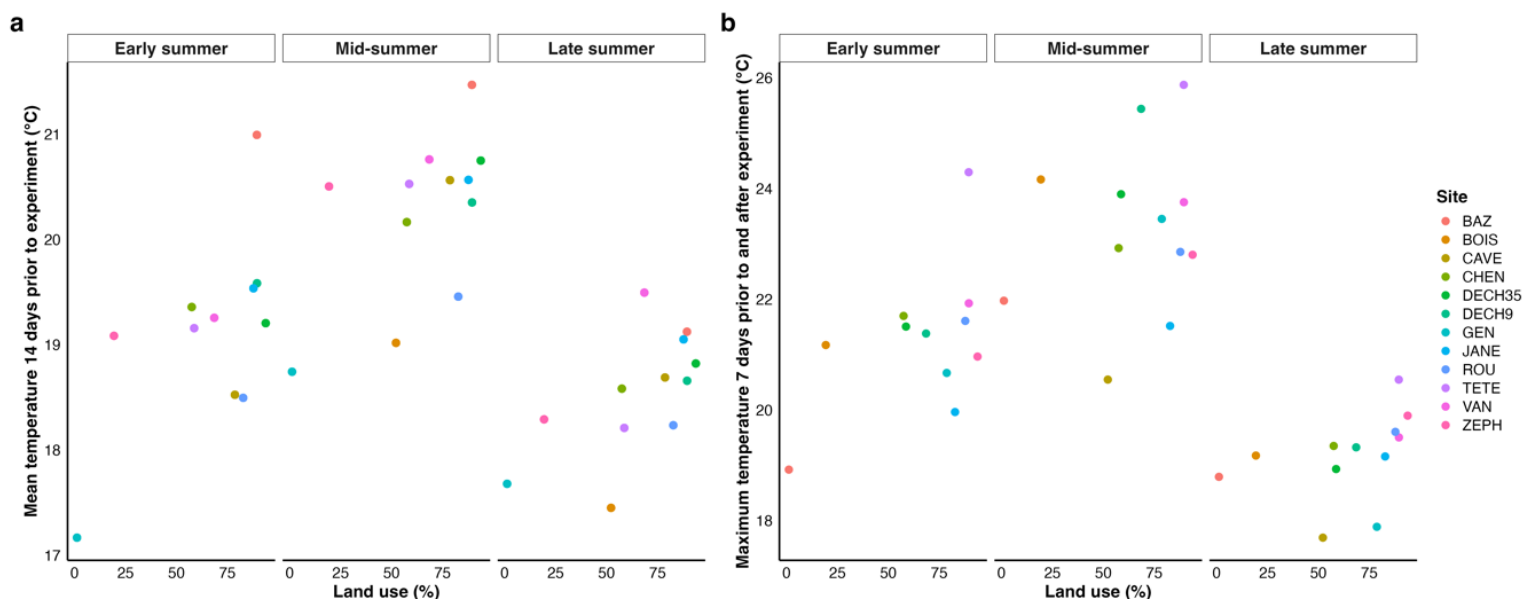 a
Early summer
Mid-summer
Late summer
Mean temperature 14 days prior to experiment (°C)
21
20
19
18
17
0 25 50 75
0 25 50 75
0 25 50 75
Land use (%)
b
Early summer
Mid-summer
Late summer
Maximum temperature 7 days prior to and after experiment (°C)
26
24
22
20
18
0 25 50 75
0 25 50 75
0 25 50 75
Land use (%)
Site
BAZ
BOIS
CAVE
CHEN
DECH35
DECH9
GEN
JANE
ROU
TETE
VAN
ZEPH